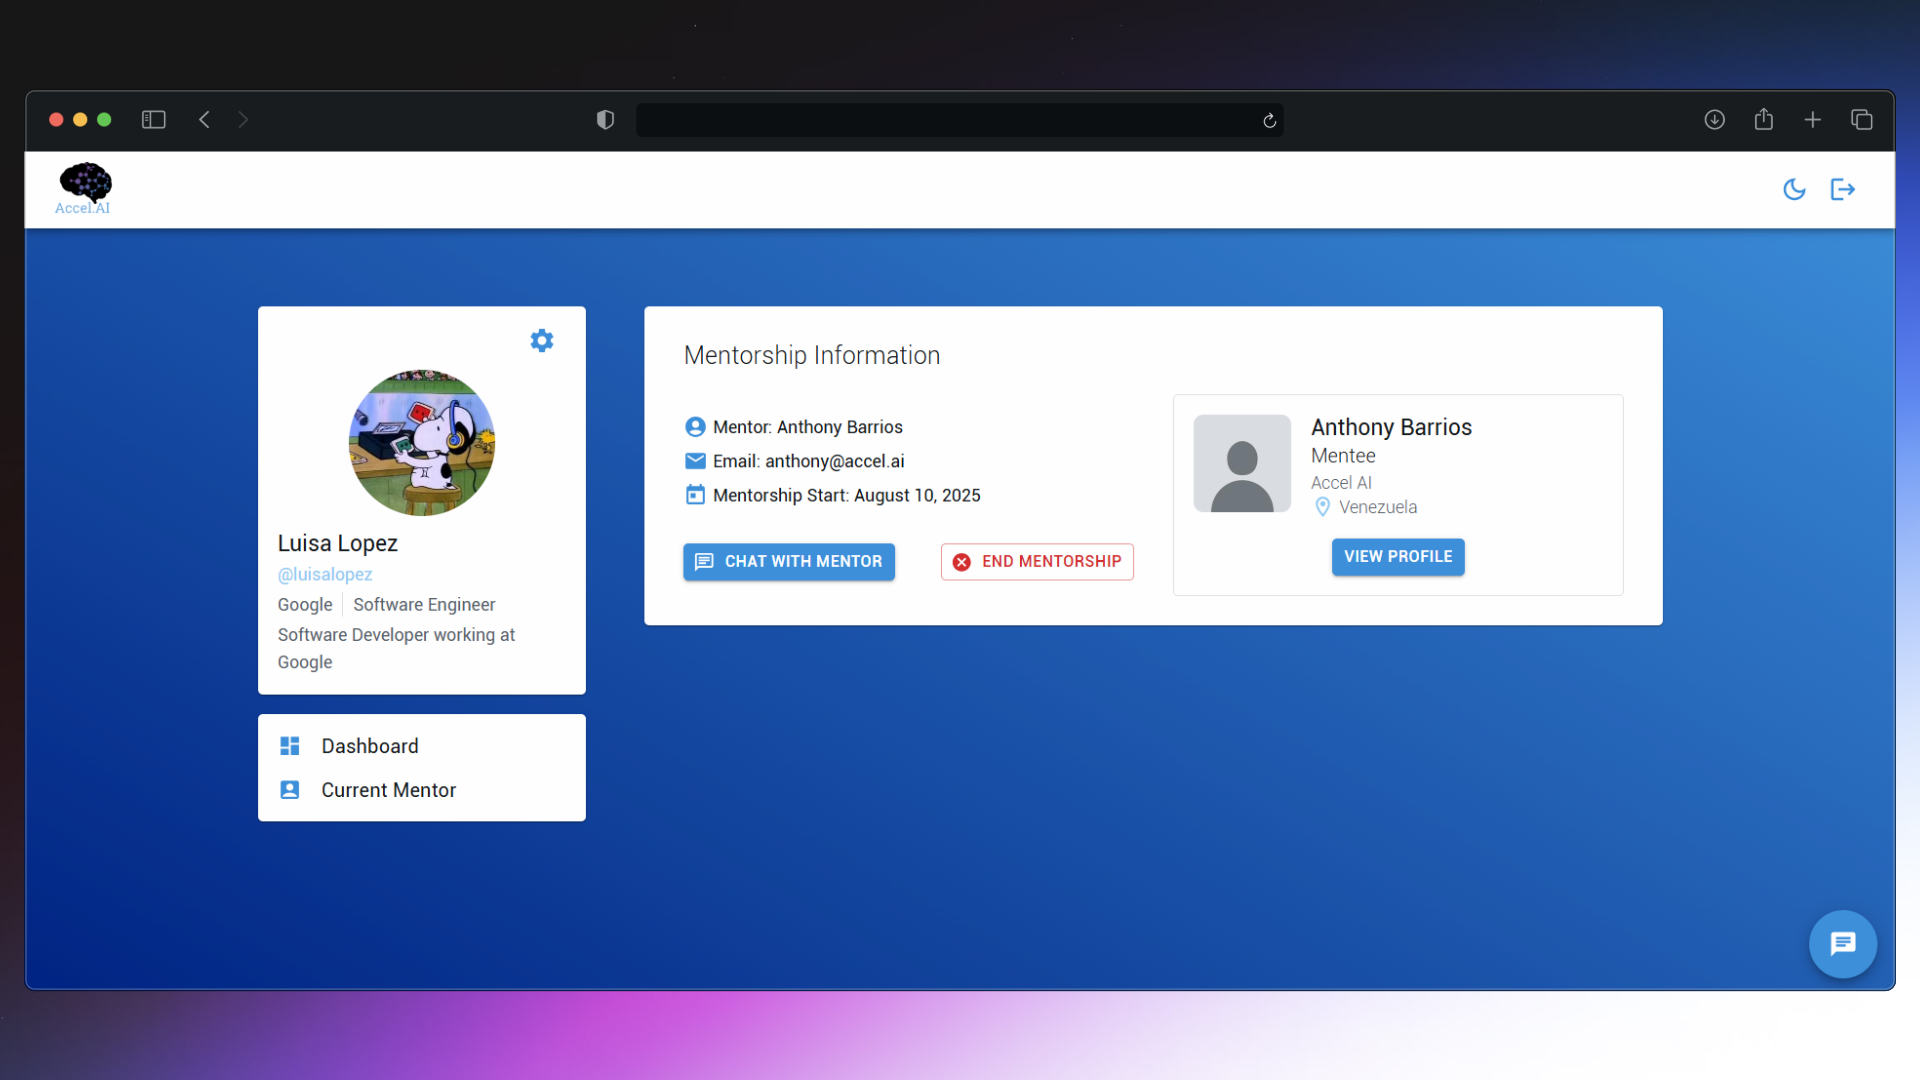 Accel.AI
Luisa Lopez
@luisalopez
Google
Software Engineer
Software Developer working at
Google
Dashboard
Current Mentor
Mentorship Information
Mentor: Anthony Barrios
Email: anthony@accel.ai
Mentorship Start: August 10, 2025
CHAT WITH MENTOR
END MENTORSHIP
Anthony Barrios
Mentee
Accel AI
Venezuela
VIEW PROFILE